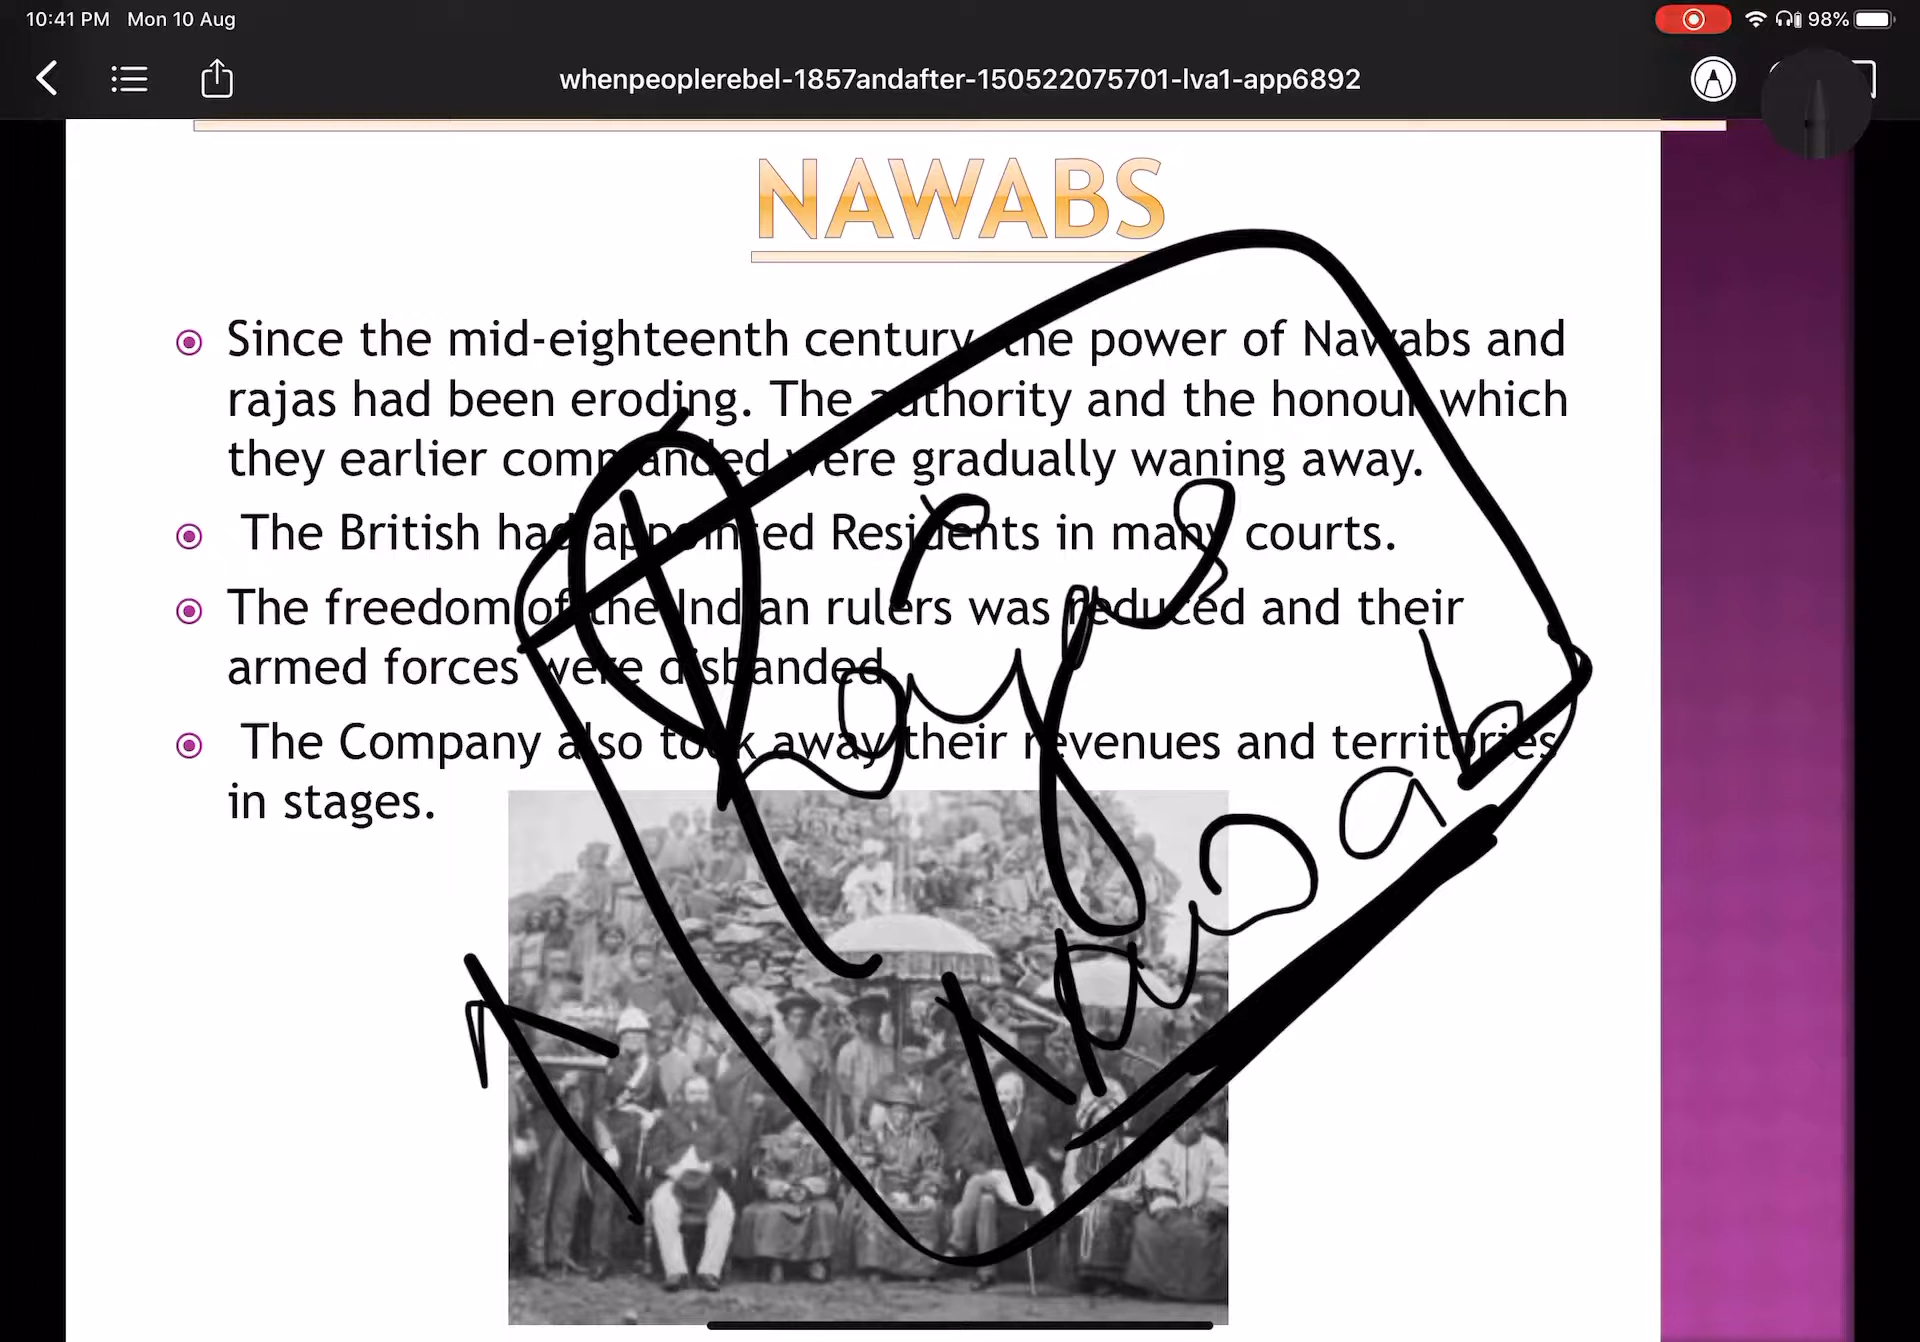 10:41 PM Mon 10 Aug 98%
whenpeoplerebel-1857andafter-150522075701-lva1-app6892
NAWABS
Since the mid-eighteenth century the power of Nawabs and
rajas had been eroding. The authority and the honour which
they earlier commanded were gradually waning away.
The British had appointed Residents in many courts.
The freedom of the Indian rulers was reduced and their
armed forces were disbanded
The Company also took away their revenues and territories
in stages.
Rajas
Nawab